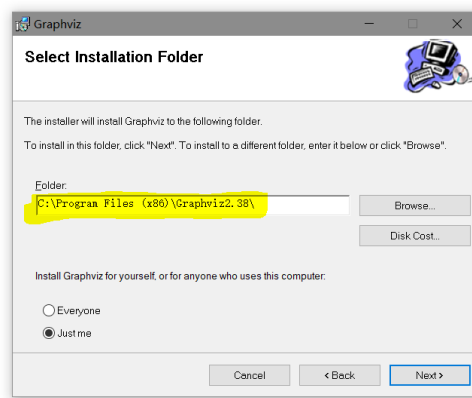 Graphviz
Select Installation Folder
The installer will install Graphviz to the following folder.
To install in this folder, click "Next". To install to a different folder, enter it below or click "Browse".
Folder:
C:\Program Files (x86)\Graphviz2.38\
Browse...
Disk Cost...
Install Graphviz for yourself, or for anyone who uses this computer:
Everyone
Just me
Cancel
< Back
Next >